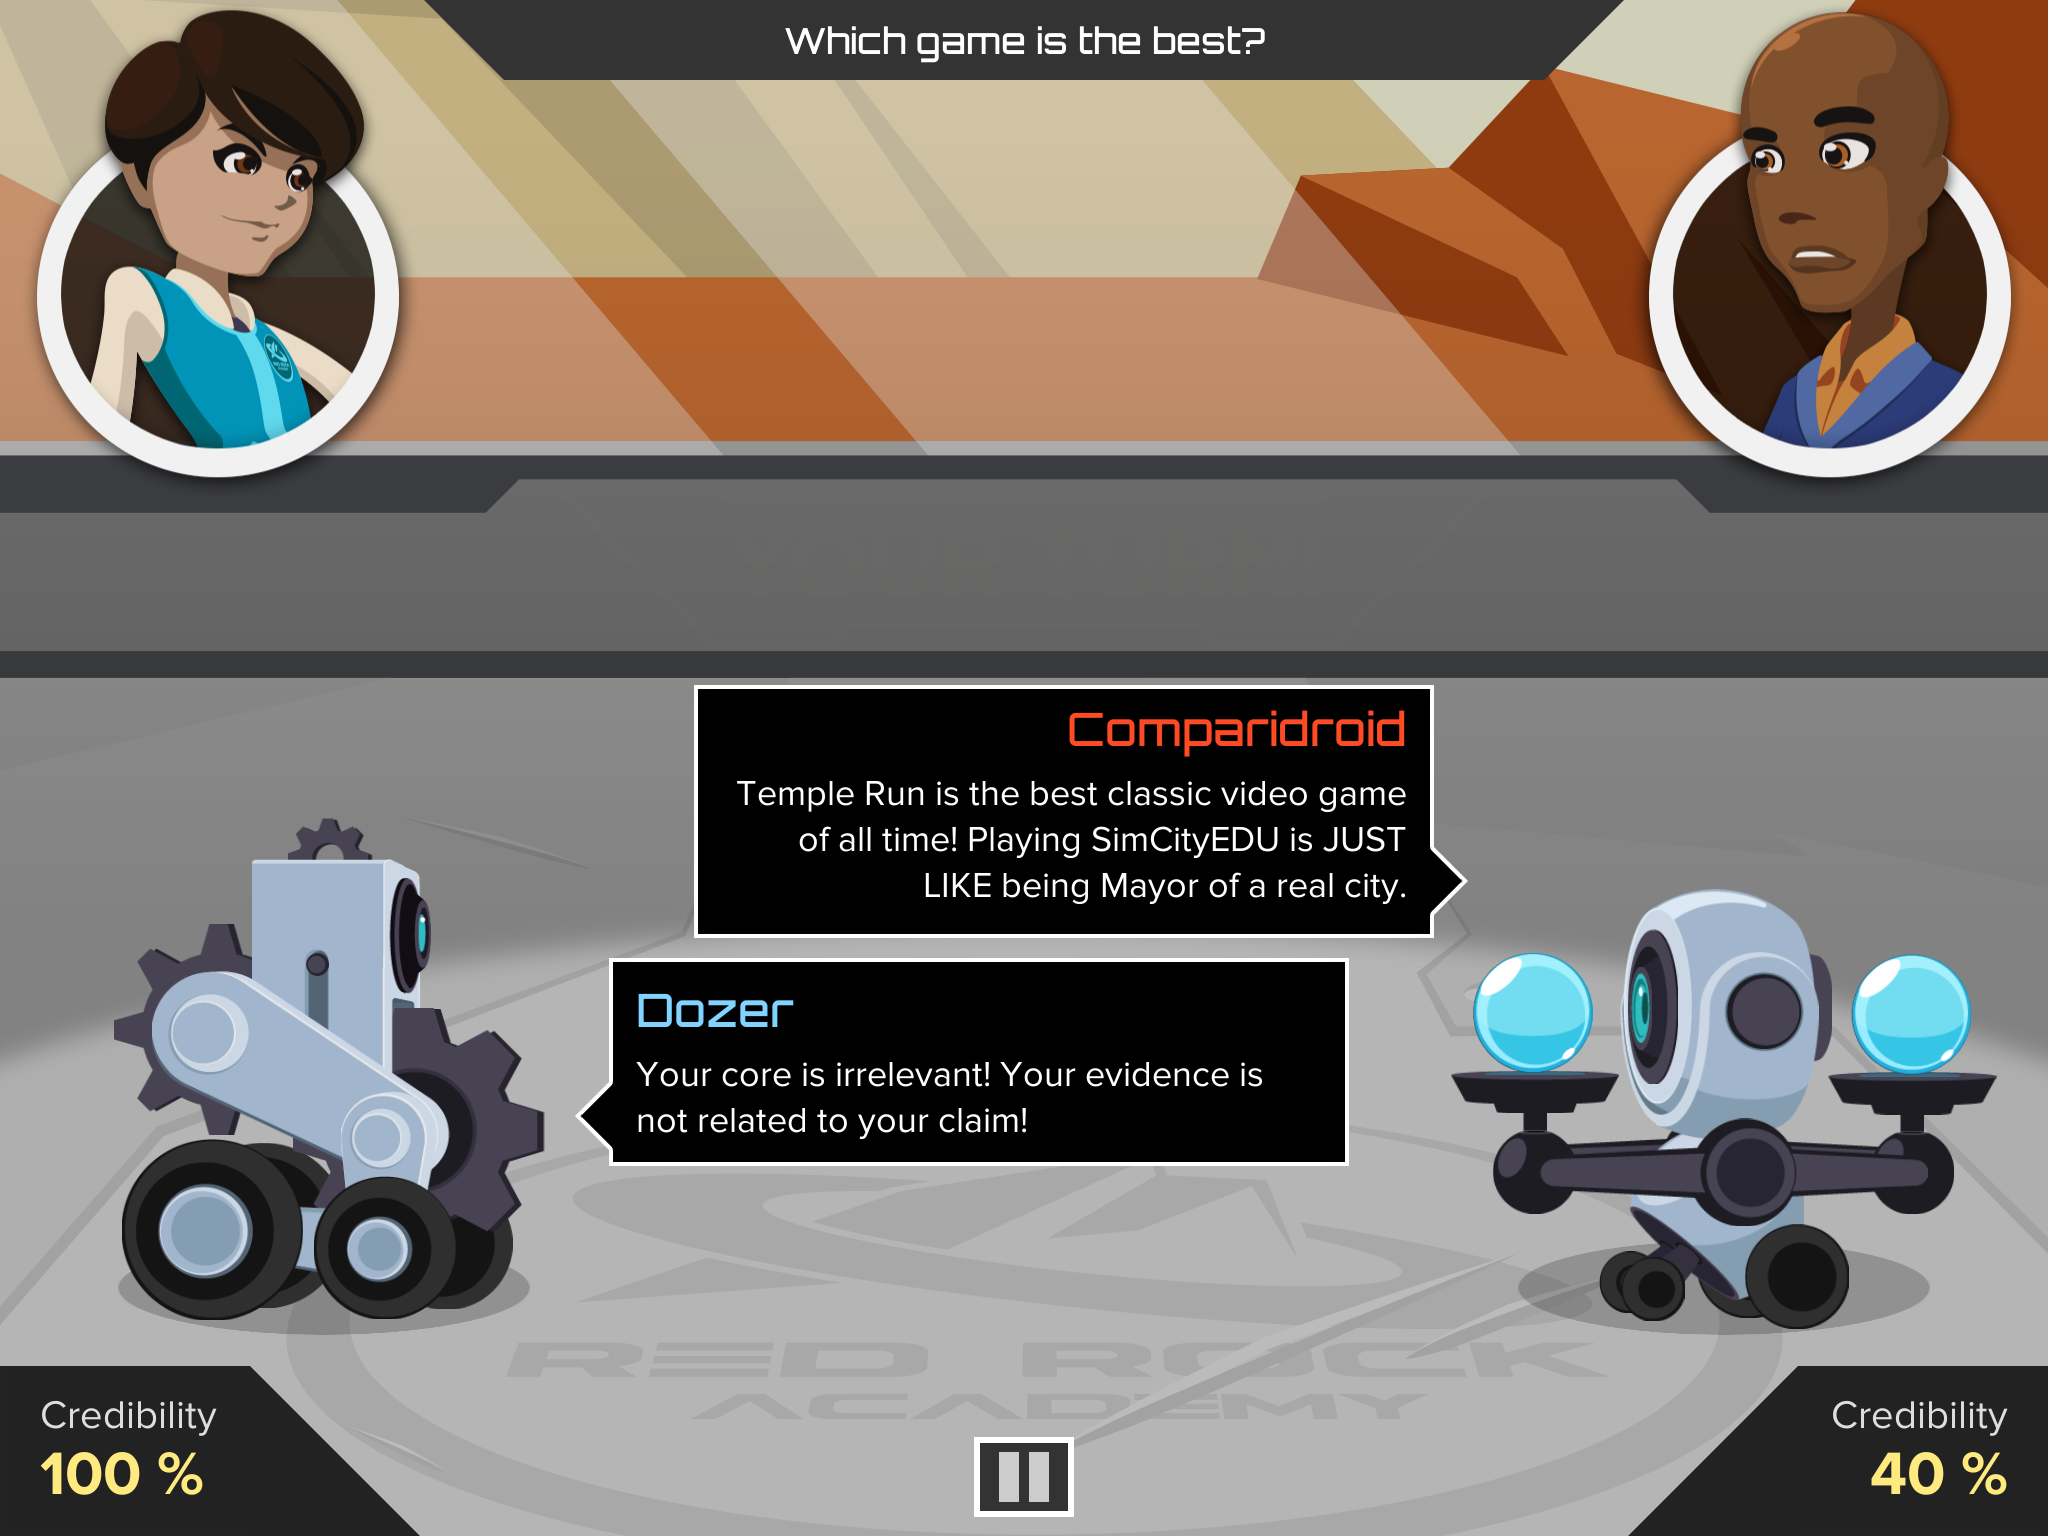 Which game is the best?
YOUR TURN!
Comparidroid
Temple Run is the best classic video game
of all time! Playing SimCityEDU is JUST
LIKE being Mayor of a real city.
Dozer
Your core is irrelevant! Your evidence is
not related to your claim!
RED ROCK
ACADEMY
Credibility
100 %
Credibility
40 %